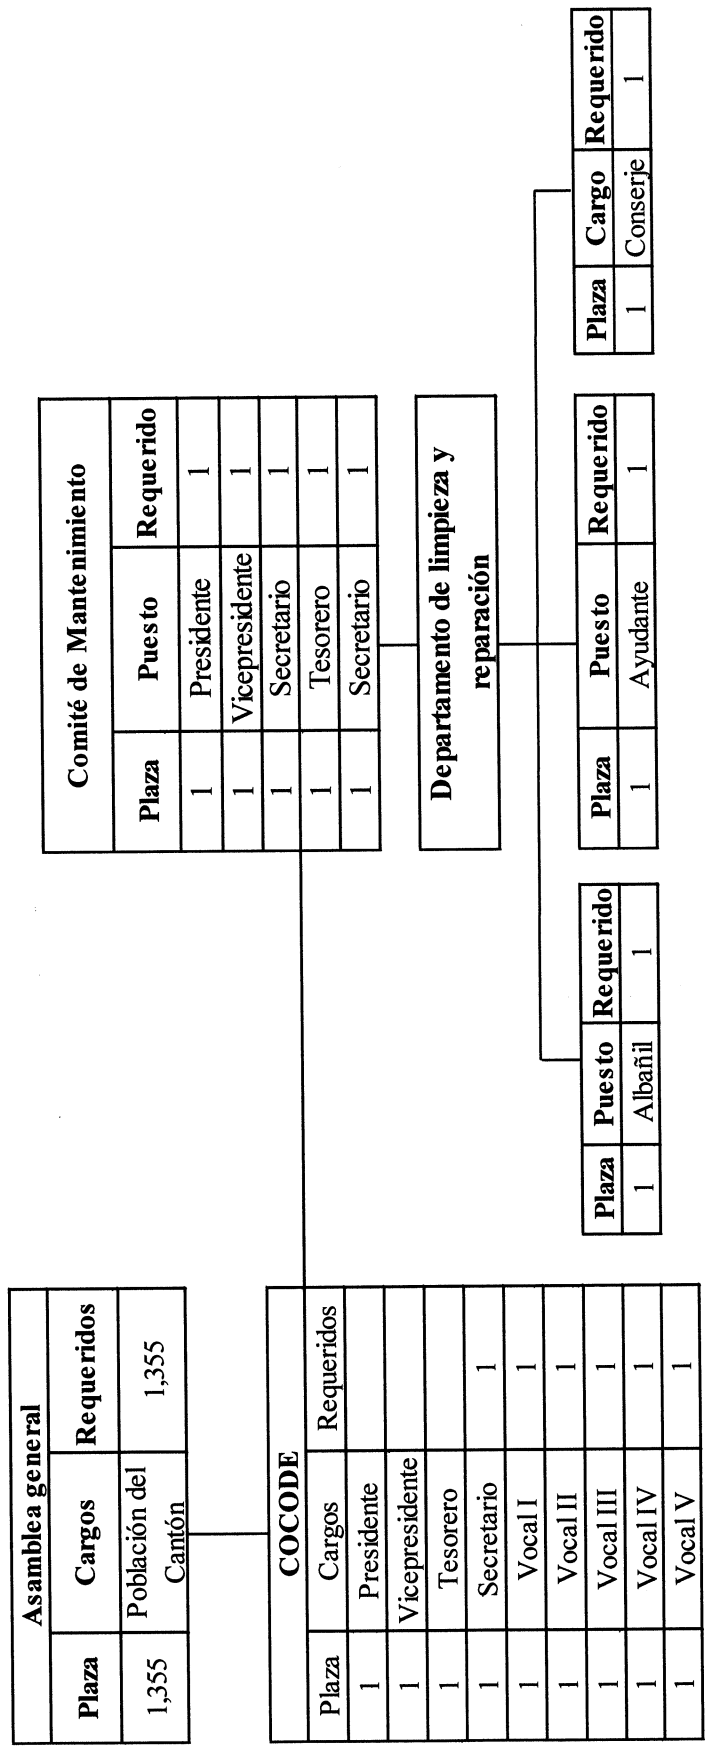 Asamblea general
Plaza Cargos Requeridos
1,355 Población del Cantón 1,355
COCODE
Plaza Cargos Requeridos
1 Presidente
1 Vicepresidente
1 Tesorero
1 Secretario 1
1 Vocal I 1
1 Vocal II 1
1 Vocal III 1
1 Vocal IV 1
1 Vocal V 1
Comité de Mantenimiento
Plaza Puesto Requerido
1 Presidente 1
1 Vicepresidente 1
1 Secretario 1
1 Tesorero 1
1 Secretario 1
Departamento de limpieza y
reparación
Plaza Puesto Requerido
1 Albañil 1
Plaza Puesto Requerido
1 Ayudante 1
Plaza Cargo Requerido
1 Conserje 1